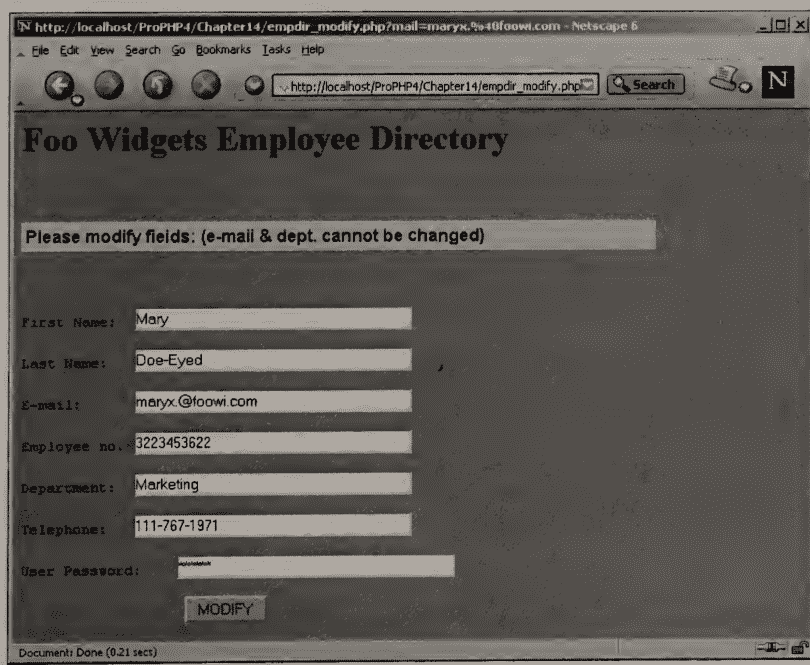 http://localhost/ProPHP4/Chapter14/empdir_modify.php?mail=maryx.%40foowi.com - Netscape 6
File Edit View Search Go Bookmarks Tasks Help
http://localhost/ProPHP4/Chapter14/empdir_modify.php Search N
Foo Widgets Employee Directory
Please modify fields: (e-mail & dept. cannot be changed)
First Name: Mary
Last Name: Doe-Eyed
E-mail: maryx.@foowi.com
Employee no. 3223453622
Department: Marketing
Telephone: 111-767-1971
User Password: ********
MODIFY
Document: Done (0.21 secs)